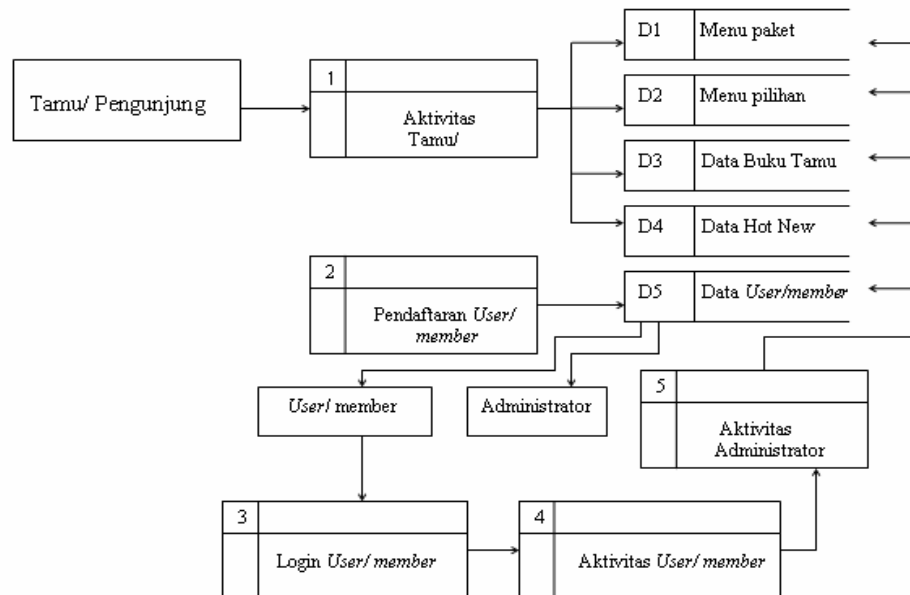 D1 Menu paket
1
Tamu/ Pengunjung
Aktivitas
Tamu/
D2 Menu pilihan
D3 Data Buku Tamu
D4 Data Hot New
2
D5 Data User/member
Pendaftaran User/
member
User/ member
Administrator
5
Aktivitas
Administrator
3
4
Login User/ member
Aktivitas User/ member